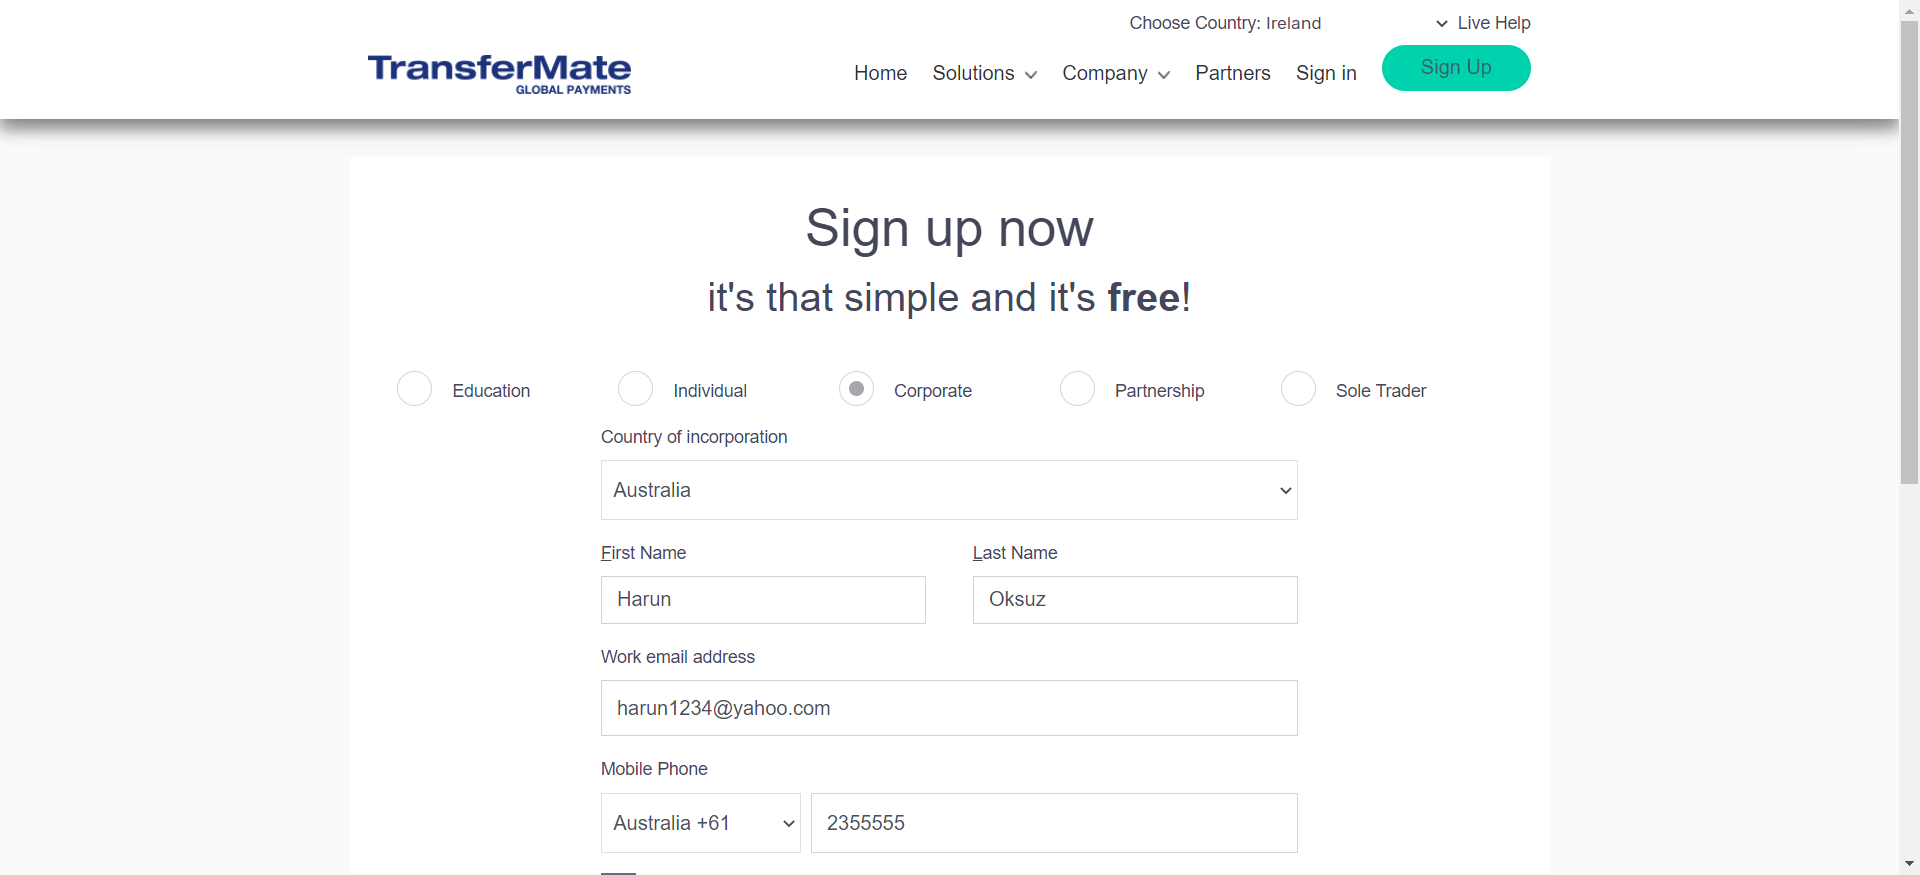 Choose Country: Ireland
Live Help
TransferMate
GLOBAL PAYMENTS
Home Solutions Company Partners Sign in Sign Up
Sign up now
it's that simple and it's free!
Education Individual Corporate Partnership Sole Trader
Country of incorporation
Australia
First Name Last Name
Harun Oksuz
Work email address
harun1234@yahoo.com
Mobile Phone
Australia +61 2355555